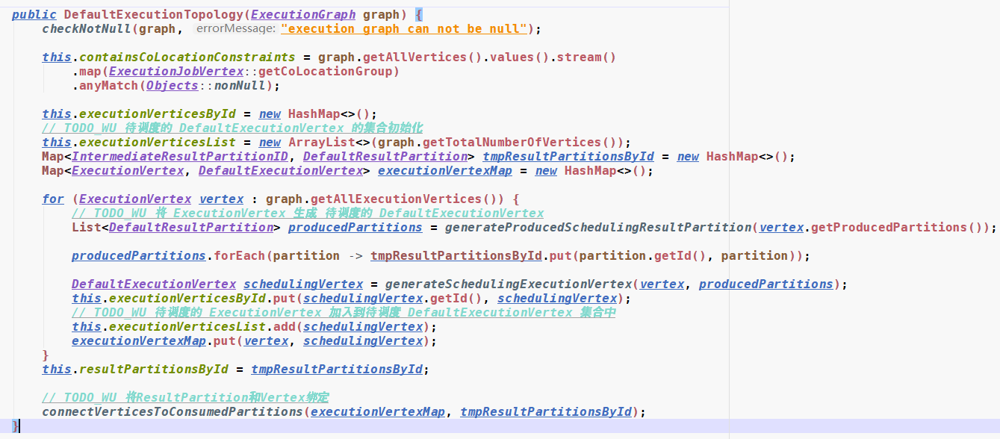 public DefaultExecutionTopology(ExecutionGraph graph) {
checkNotNull(graph, errorMessage: "execution graph can not be null");
this.containsCoLocationConstraints = graph.getAllVertices().values().stream()
.map(ExecutionJobVertex::getCoLocationGroup)
.anyMatch(Objects::nonNull);
this.executionVerticesById = new HashMap<>();
// TODO_WU 待调度的 DefaultExecutionVertex 的集合初始化
this.executionVerticesList = new ArrayList<>(graph.getTotalNumberOfVertices());
Map<IntermediateResultPartitionID, DefaultResultPartition> tmpResultPartitionsById = new HashMap<>();
Map<ExecutionVertex, DefaultExecutionVertex> executionVertexMap = new HashMap<>();
for (ExecutionVertex vertex : graph.getAllExecutionVertices()) {
// TODO_WU 将 ExecutionVertex 生成 待调度的 DefaultExecutionVertex
List<DefaultResultPartition> producedPartitions = generateProducedSchedulingResultPartition(vertex.getProducedPartitions());
producedPartitions.forEach(partition -> tmpResultPartitionsById.put(partition.getId(), partition));
DefaultExecutionVertex schedulingVertex = generateSchedulingExecutionVertex(vertex, producedPartitions);
this.executionVerticesById.put(schedulingVertex.getId(), schedulingVertex);
// TODO_WU 待调度的 ExecutionVertex 加入到待调度 DefaultExecutionVertex 集合中
this.executionVerticesList.add(schedulingVertex);
executionVertexMap.put(vertex, schedulingVertex);
}
this.resultPartitionsById = tmpResultPartitionsById;
// TODO_WU 将ResultPartition和Vertex绑定
connectVerticesToConsumedPartitions(executionVertexMap, tmpResultPartitionsById);
}